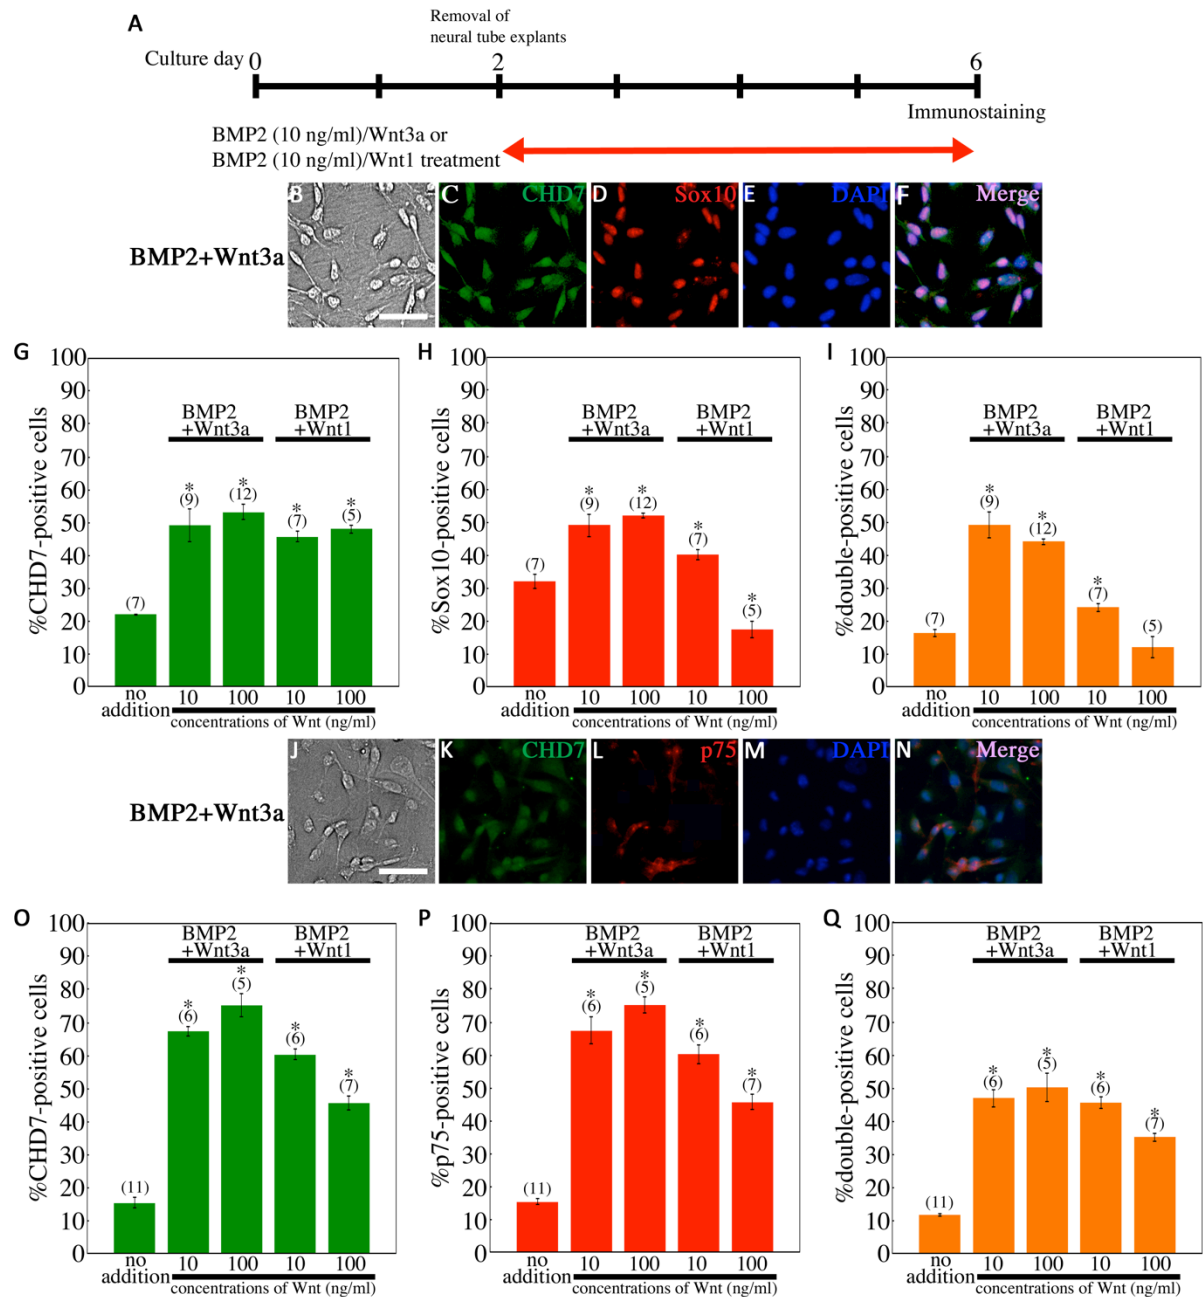 A
Removal of
neural tube explants
Culture day 0 2 6
Immunostaining
BMP2 (10 ng/ml)/Wnt3a or
BMP2 (10 ng/ml)/Wnt1 treatment
BMP2+Wnt3a
B
C CHD7
D Sox10
E DAPI
F Merge
G
%CHD7-positive cells
100
90
80
70
60
50
40
30
20
10
0
BMP2
+Wnt3a
BMP2
+Wnt1
(7)
*
(9)
*
(12)
*
(7)
*
(5)
no
addition
10 100 10 100
concentrations of Wnt (ng/ml)
H
%Sox10-positive cells
100
90
80
70
60
50
40
30
20
10
0
BMP2
+Wnt3a
BMP2
+Wnt1
(7)
*
(9)
*
(12)
*
(7)
*
(5)
no
addition
10 100 10 100
concentrations of Wnt (ng/ml)
I
%double-positive cells
100
90
80
70
60
50
40
30
20
10
0
BMP2
+Wnt3a
BMP2
+Wnt1
(7)
*
(9)
*
(12)
*
(7)
(5)
no
addition
10 100 10 100
concentrations of Wnt (ng/ml)
BMP2+Wnt3a
J
K CHD7
L p75
M DAPI
N Merge
O
%CHD7-positive cells
100
90
80
70
60
50
40
30
20
10
0
BMP2
+Wnt3a
BMP2
+Wnt1
(11)
*
(6)
*
(5)
*
(6)
*
(7)
no
addition
10 100 10 100
concentrations of Wnt (ng/ml)
P
%p75-positive cells
100
90
80
70
60
50
40
30
20
10
0
BMP2
+Wnt3a
BMP2
+Wnt1
(11)
*
(6)
*
(5)
*
(6)
*
(7)
no
addition
10 100 10 100
concentrations of Wnt (ng/ml)
Q
%double-positive cells
100
90
80
70
60
50
40
30
20
10
0
BMP2
+Wnt3a
BMP2
+Wnt1
(11)
*
(6)
*
(5)
*
(6)
*
(7)
no
addition
10 100 10 100
concentrations of Wnt (ng/ml)